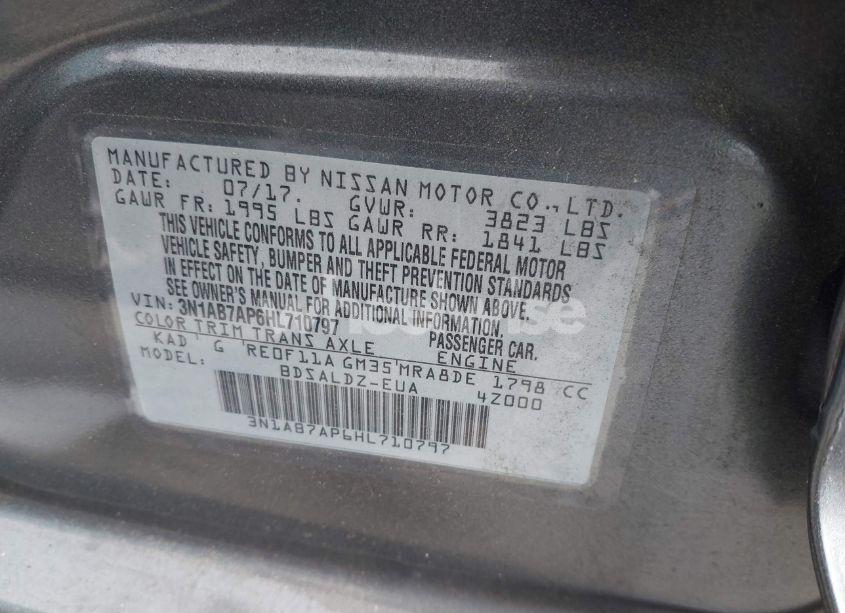 MANUFACTURED BY NISSAN MOTOR CO., LTD.
DATE: 07/17. GVWR: 3823 LBS
GAWR FR: 1995 LBS GAWR RR: 1841 LBS
THIS VEHICLE CONFORMS TO ALL APPLICABLE FEDERAL MOTOR
VEHICLE SAFETY, BUMPER AND THEFT PREVENTION STANDARDS
IN EFFECT ON THE DATE OF MANUFACTURE SHOWN ABOVE.
SEE OWNER'S MANUAL FOR ADDITIONAL INFORMATION.
VIN: 3N1AB7AP6HL710797 PASSENGER CAR.
COLOR TRIM TRANS AXLE ENGINE
KAD G RE0F11A GM35 MRA8DE 1798 CC
MODEL: BDSALDZ-EUA 4Z000
3N1AB7AP6HL710797